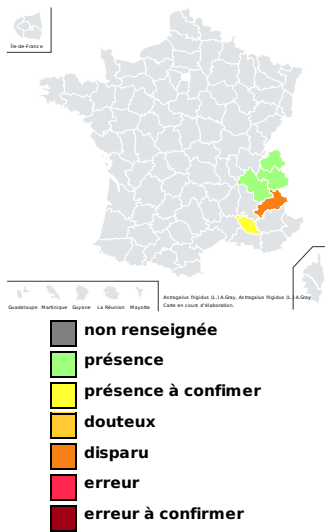 Île-de-France
Guadeloupe Martinique Guyane La Réunion Mayotte
Astragalus frigidus (L.) A.Gray, Astragalus frigidus (L.) A.Gray
Carte en cours d'élaboration.
non renseignée
présence
présence à confimer
douteux
disparu
erreur
erreur à confirmer